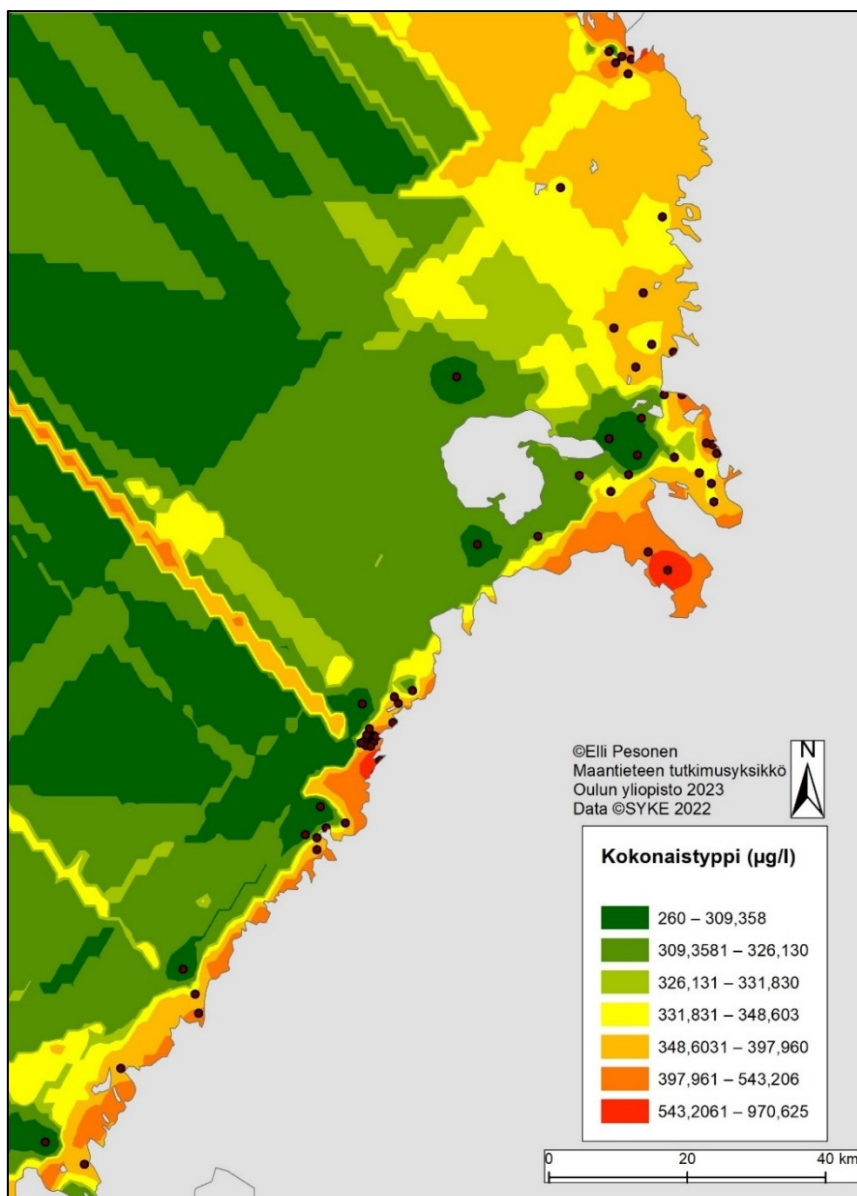 ©Elli Pesonen
Maantieteen tutkimusyksikkö
Oulun yliopisto 2023
Data ©SYKE 2022
N
Kokonaistyppi (µg/l)
260 – 309,358
309,3581 – 326,130
326,131 – 331,830
331,831 – 348,603
348,6031 – 397,960
397,961 – 543,206
543,2061 – 970,625
0 20 40 km